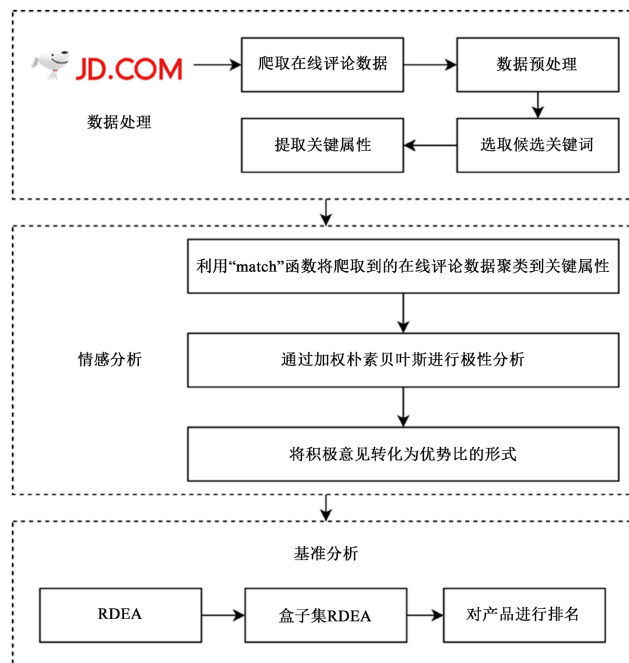 JD.COM
爬取在线评论数据
数据预处理
数据处理
提取关键属性
选取候选关键词
利用“match”函数将爬取到的在线评论数据聚类到关键属性
情感分析
通过加权朴素贝叶斯进行极性分析
将积极意见转化为优势比的形式
基准分析
RDEA
盒子集RDEA
对产品进行排名